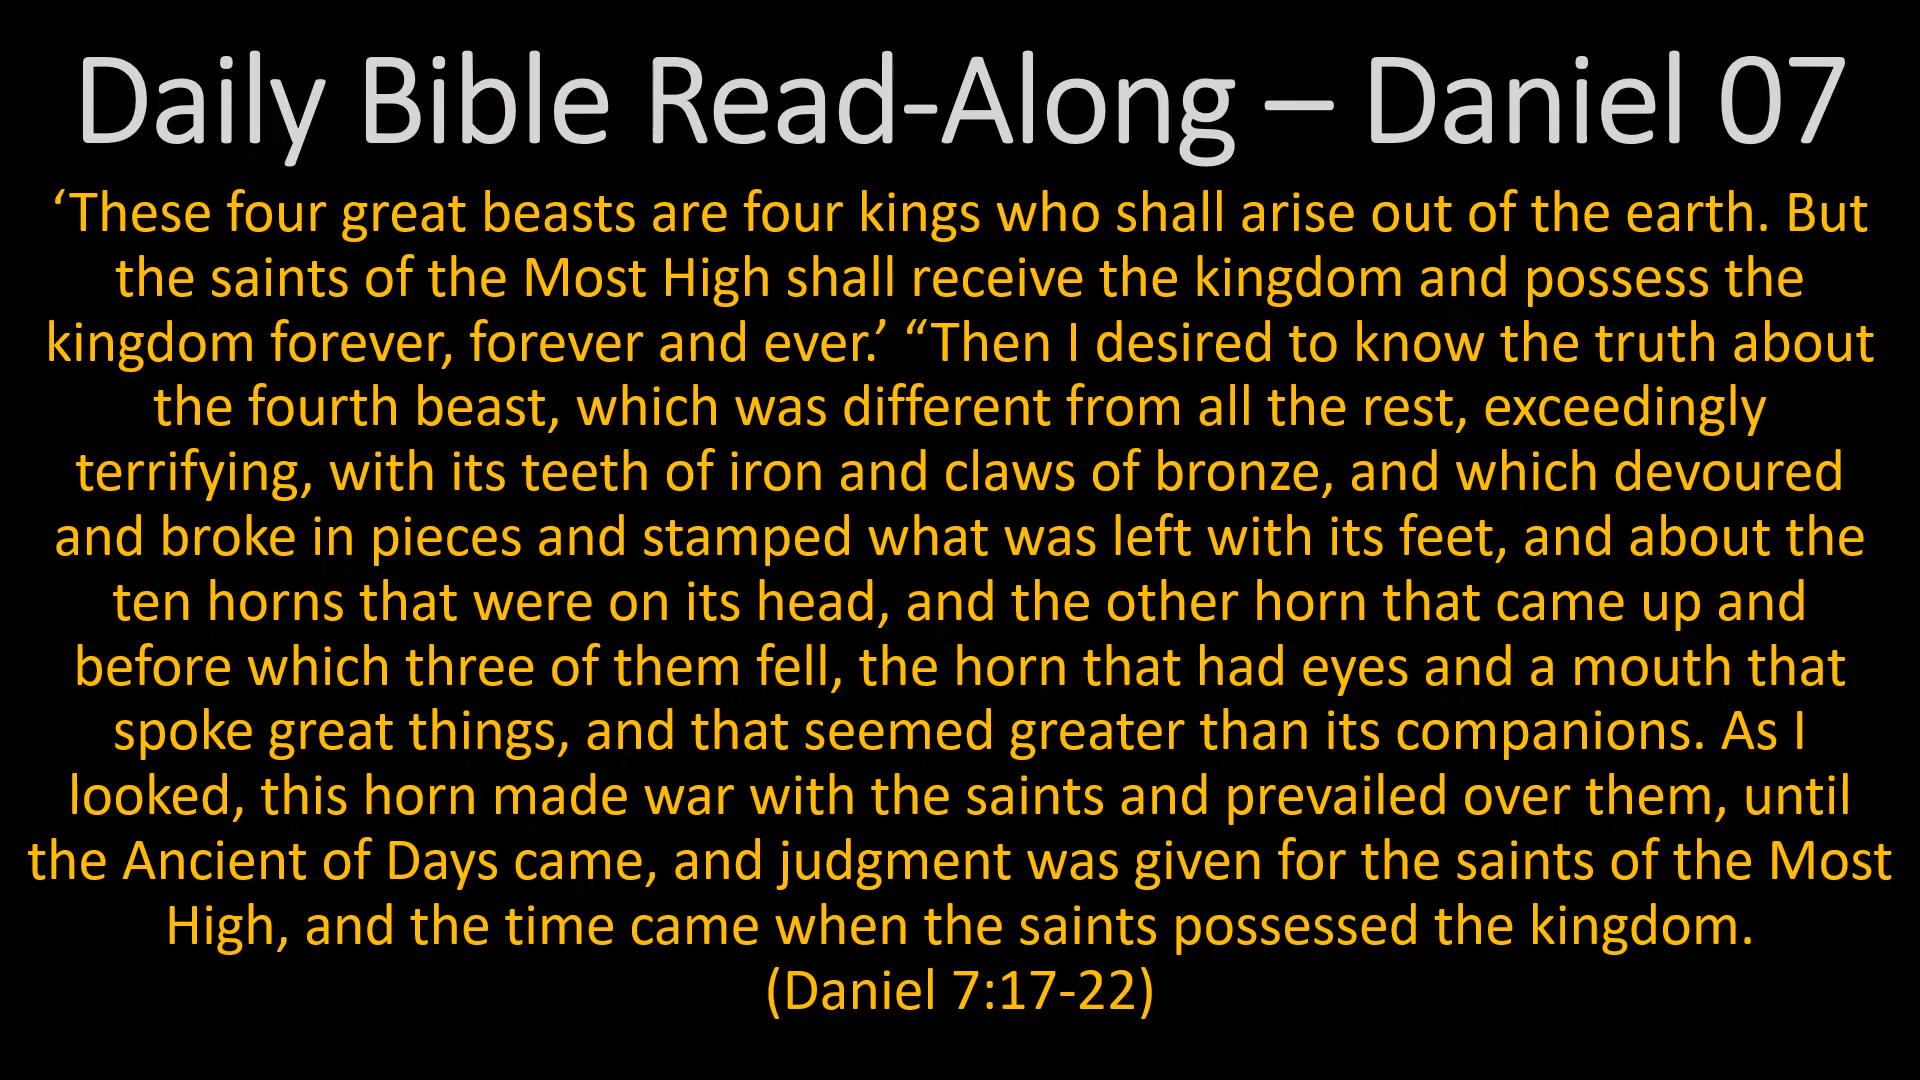 Daily Bible Read-Along – Daniel 07
‘These four great beasts are four kings who shall arise out of the earth. But
the saints of the Most High shall receive the kingdom and possess the
kingdom forever, forever and ever.’ “Then I desired to know the truth about
the fourth beast, which was different from all the rest, exceedingly
terrifying, with its teeth of iron and claws of bronze, and which devoured
and broke in pieces and stamped what was left with its feet, and about the
ten horns that were on its head,’ and the other horn that came up and
before which three of them fell, the horn that had eyes and a mouth that
spoke great things, and that seemed greater than its companions. As I
looked, this horn made war with the saints and prevailed over them, until
the Ancient of Days came, and judgment was given for the saints of the Most
High, and the time came when the saints possessed the kingdom.
(Daniel 7:17-22)